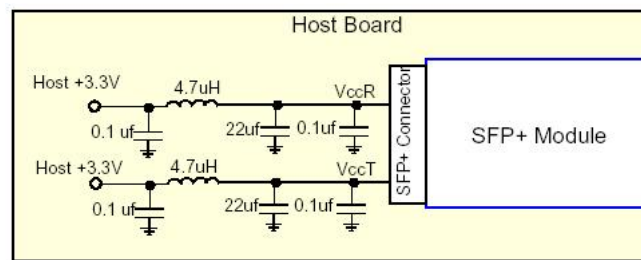 Host Board
Host +3.3V
4.7uH
VccR
0.1 uf
22uf
0.1uf
Host +3.3V
4.7uH
VccT
0.1 uf
22uf
0.1uf
SFP+ Connector
SFP+ Module